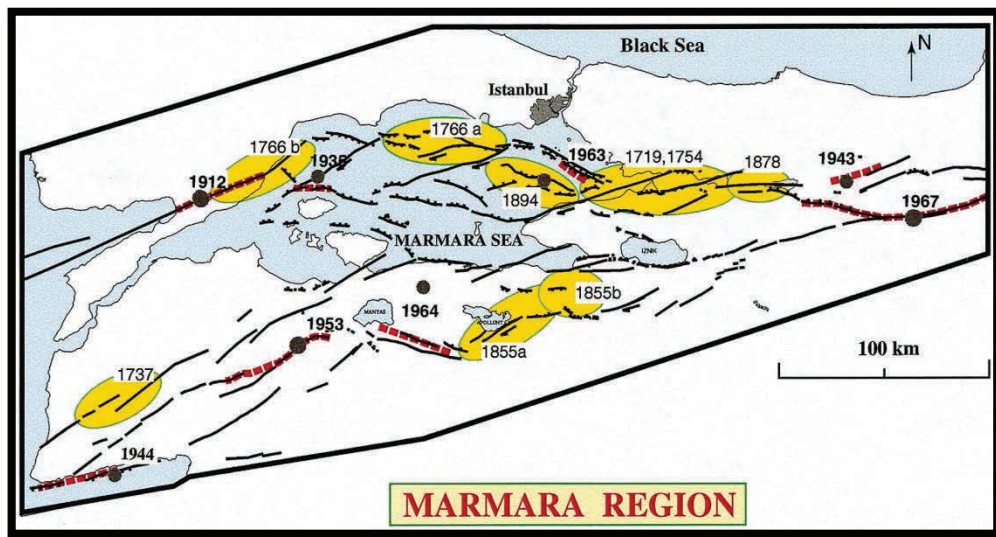 Black Sea
N
Istanbul
1766 a
1766 b
1935
1963
1719,1754
1878
1943
1912
1894
1967
MARMARA SEA
IZNIK
1964
1855b
MANYAS
APOLLONT
1953
1855a
100 km
1737
1944
MARMARA REGION